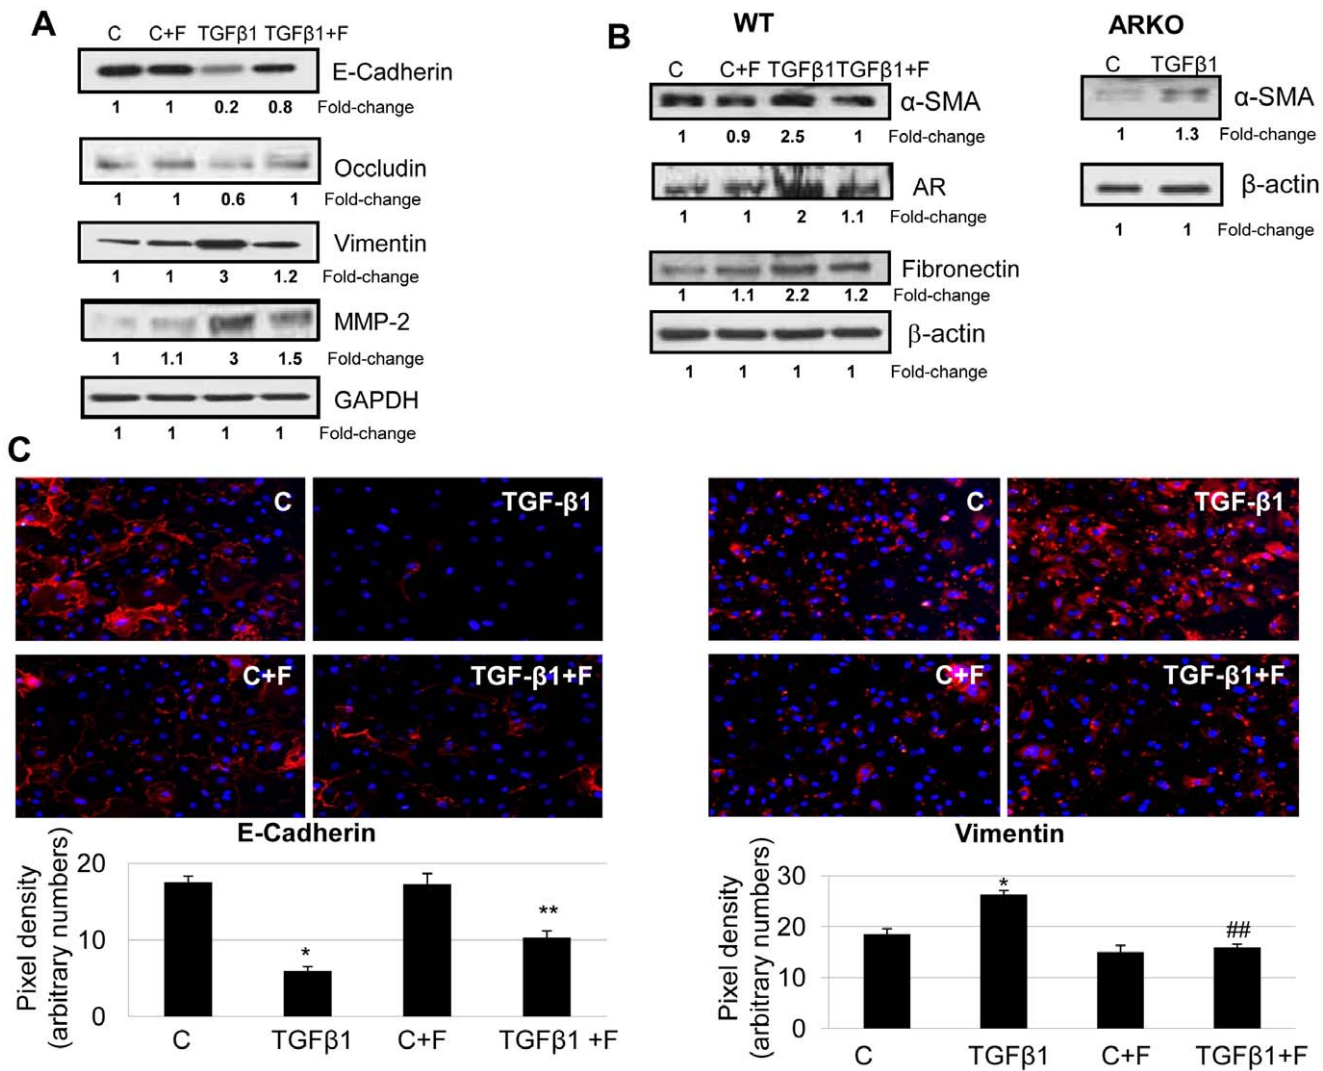 A
C C+F TGFβ1 TGFβ1+F
E-Cadherin
1 1 0.2 0.8 Fold-change
Occludin
1 1 0.6 1 Fold-change
Vimentin
1 1 3 1.2 Fold-change
MMP-2
1 1.1 3 1.5 Fold-change
GAPDH
1 1 1 1 Fold-change
B
WT
C C+F TGFβ1TGFβ1+F
α-SMA
1 0.9 2.5 1 Fold-change
AR
1 1 2 1.1 Fold-change
Fibronectin
1 1.1 2.2 1.2 Fold-change
β-actin
1 1 1 1 Fold-change
ARKO
C TGFβ1
α-SMA
1 1.3 Fold-change
β-actin
1 1 Fold-change
C
C TGF-β1
C+F TGF-β1+F
E-Cadherin
Pixel density
(arbitrary numbers)
20
10
0
* **
C TGFβ1 C+F TGFβ1 +F
C TGF-β1
C+F TGF-β1+F
Vimentin
Pixel density
(arbitrary numbers)
30
20
10
0
* ##
C TGFβ1 C+F TGFβ1+F